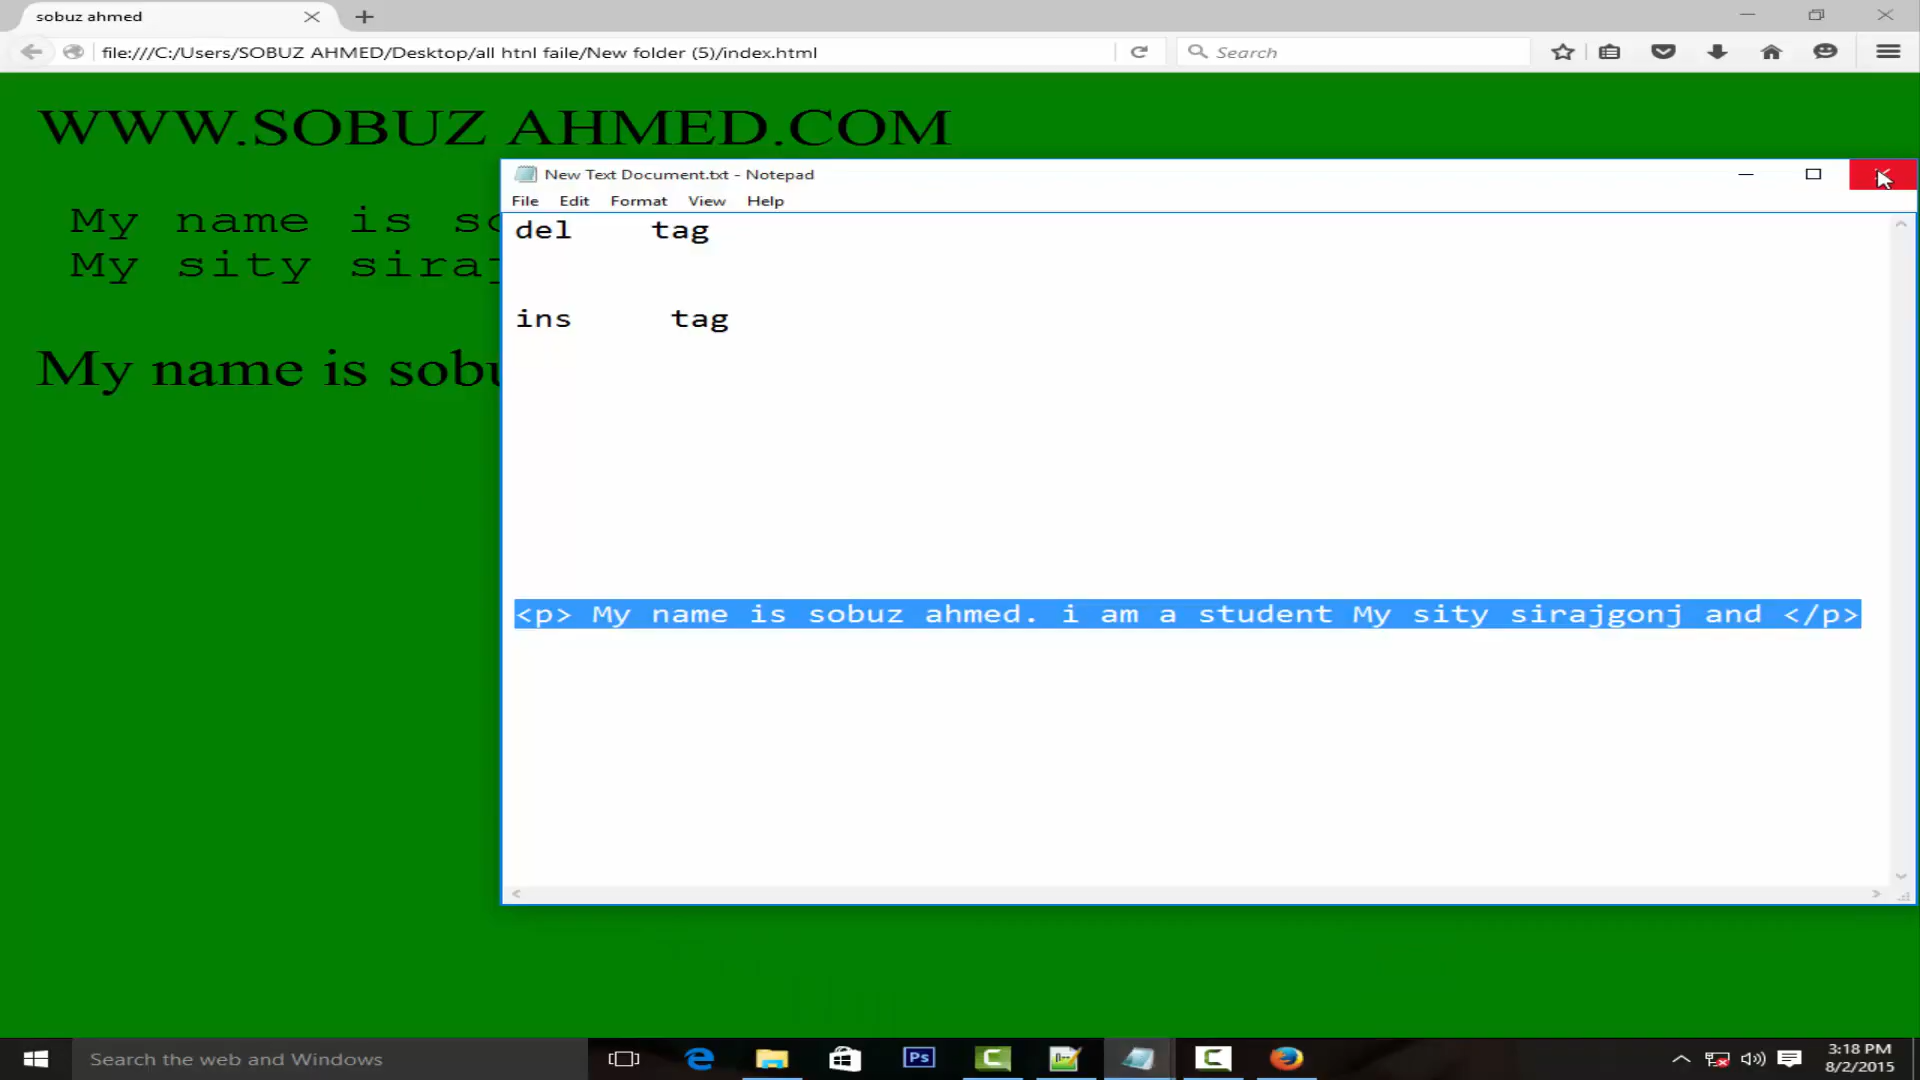 sobuz ahmed
file:///C:/Users/SOBUZ AHMED/Desktop/all htnl faile/New folder (5)/index.html
Search
WWW.SOBUZ AHMED.COM
My name is
My sity
My name is
New Text Document.txt - Notepad
File Edit Format View Help
del tag
ins tag
<p> My name is sobuz ahmed. i am a student My sity sirajgonj and </p>
Search the web and Windows
Ps
3:18 PM
8/2/2015